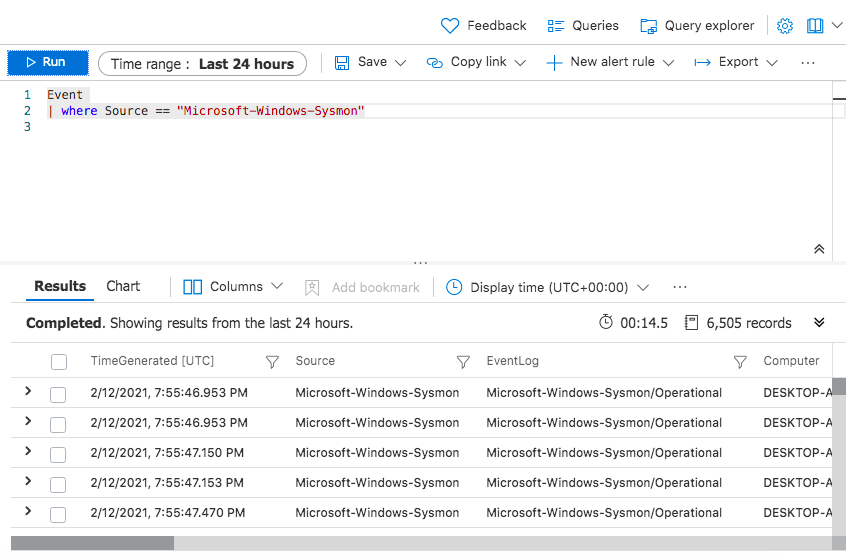 Feedback Queries Query explorer
Run Time range : Last 24 hours Save Copy link New alert rule Export ...
1 Event
2 | where Source == "Microsoft-Windows-Sysmon"
3
...
Results Chart Columns Add bookmark Display time (UTC+00:00) ...
Completed. Showing results from the last 24 hours. 00:14.5 6,505 records
TimeGenerated [UTC] Source EventLog Computer
2/12/2021, 7:55:46.953 PM Microsoft-Windows-Sysmon Microsoft-Windows-Sysmon/Operational DESKTOP-A
2/12/2021, 7:55:46.953 PM Microsoft-Windows-Sysmon Microsoft-Windows-Sysmon/Operational DESKTOP-A
2/12/2021, 7:55:47.150 PM Microsoft-Windows-Sysmon Microsoft-Windows-Sysmon/Operational DESKTOP-A
2/12/2021, 7:55:47.153 PM Microsoft-Windows-Sysmon Microsoft-Windows-Sysmon/Operational DESKTOP-A
2/12/2021, 7:55:47.470 PM Microsoft-Windows-Sysmon Microsoft-Windows-Sysmon/Operational DESKTOP-A